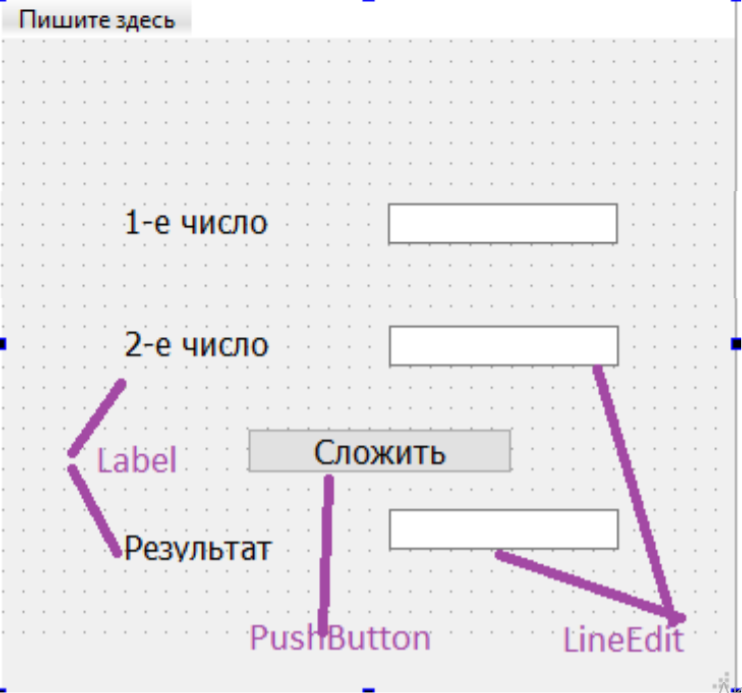 Пишите здесь
1-е число
2-е число
Label
Сложить
Результат
PushButton
LineEdit